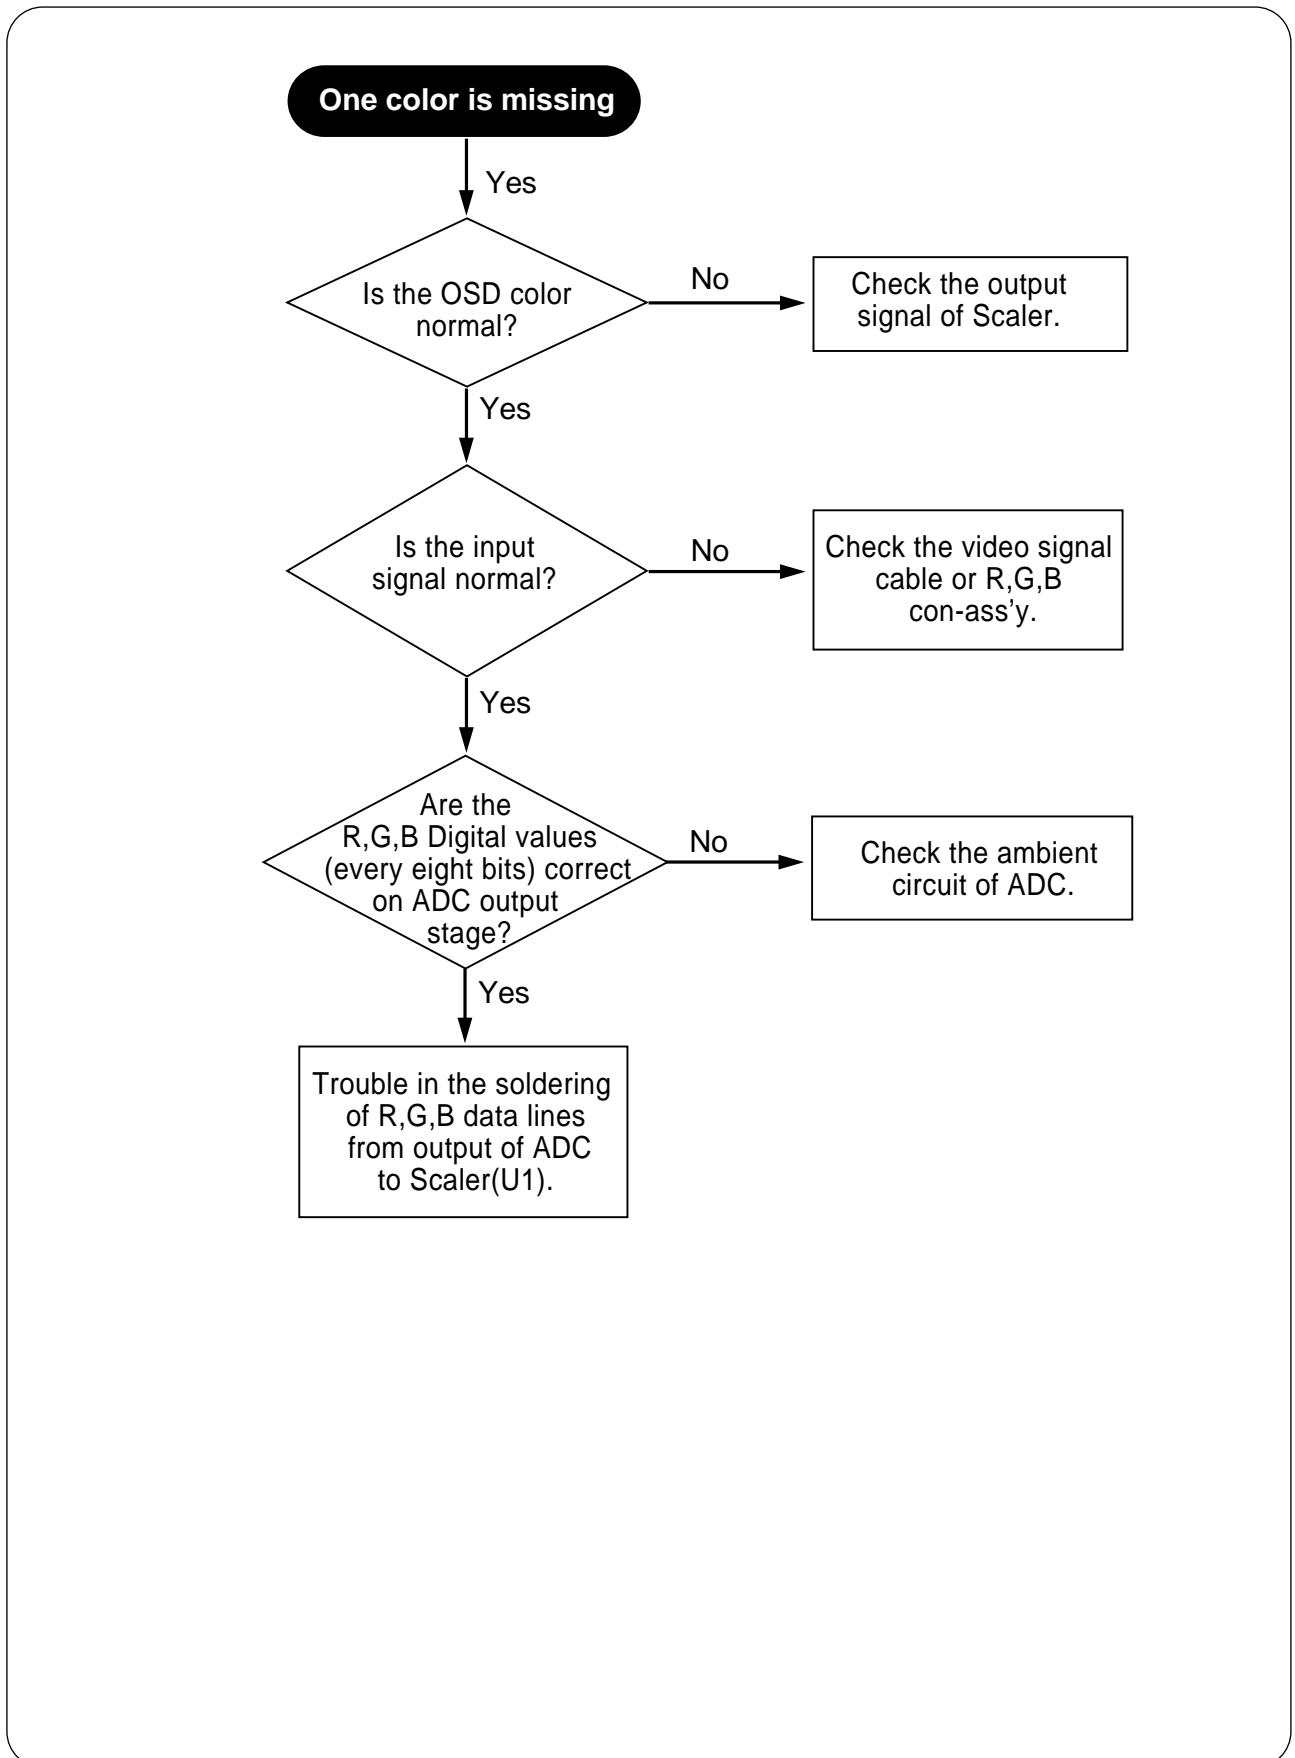 One color is missing
Yes
Is the OSD color
normal?
No
Check the output
signal of Scaler.
Yes
Is the input
signal normal?
No
Check the video signal
cable or R,G,B
con-ass’y.
Yes
Are the
R,G,B Digital values
(every eight bits) correct
on ADC output
stage?
No
Check the ambient
circuit of ADC.
Yes
Trouble in the soldering
of R,G,B data lines
from output of ADC
to Scaler(U1).